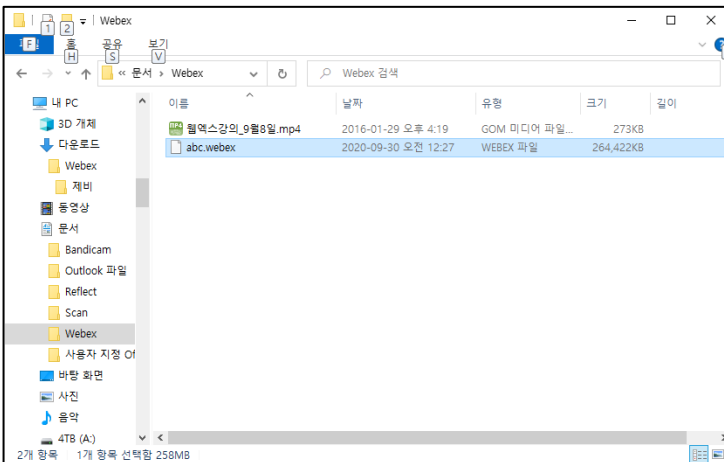 Webex
1
2
F
홈
공유
보기
H
S
V
« 문서 › Webex
Webex 검색
내 PC
3D 개체
다운로드
Webex
제비
동영상
문서
Bandicam
Outlook 파일
Reflect
Scan
Webex
사용자 지정 Of
바탕 화면
사진
음악
4TB (A:)
이름 날짜 유형 크기 길이
웹엑스강의_9월8일.mp4 2016-01-29 오후 4:19 GOM 미디어 파일... 273KB
abc.webex 2020-09-30 오전 12:27 WEBEX 파일 264,422KB
2개 항목 1개 항목 선택함 258MB